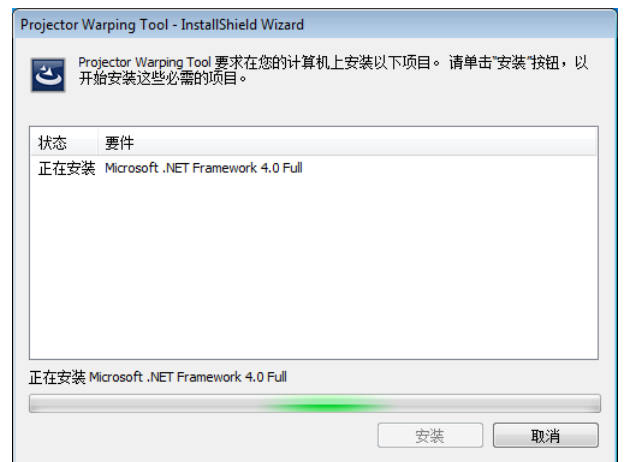 Projector Warping Tool - InstallShield Wizard
Projector Warping Tool 要求在您的计算机上安装以下项目。 请单击"安装"按钮，以
开始安装这些必需的项目。
状态 要件
正在安装 Microsoft .NET Framework 4.0 Full
正在安装 Microsoft .NET Framework 4.0 Full
安装 取消